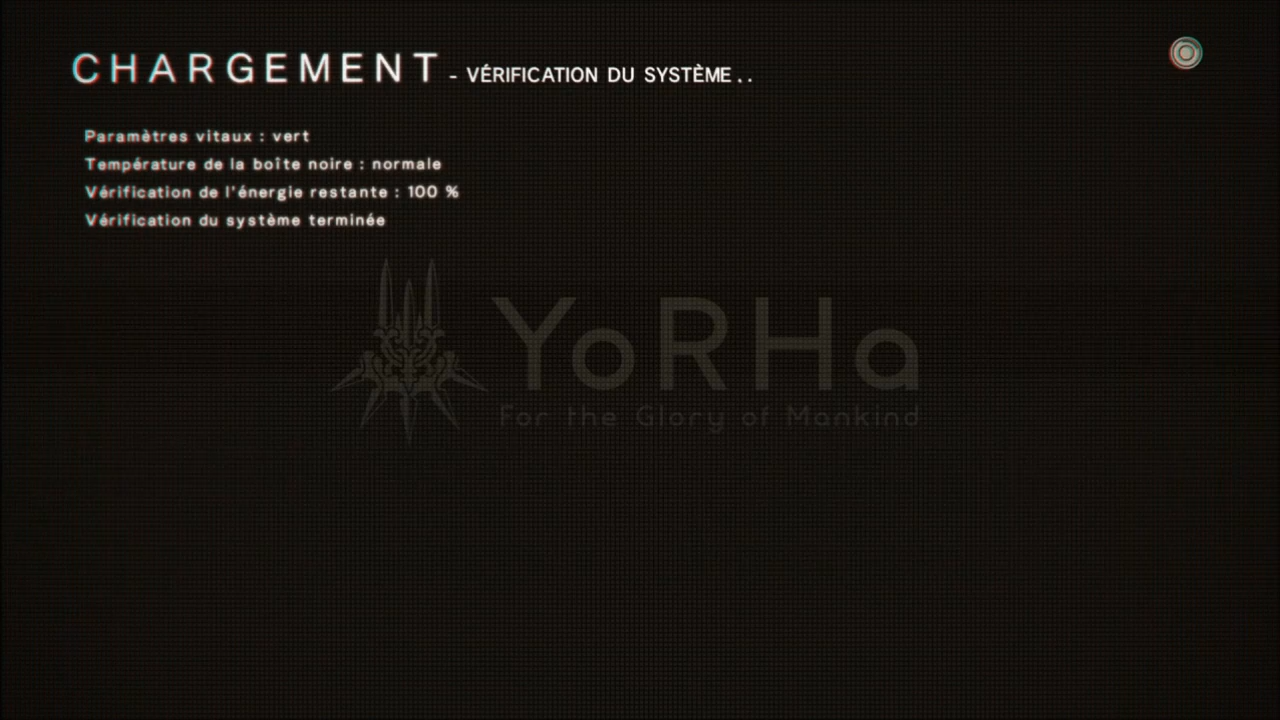 CHARGEMENT - VÉRIFICATION DU SYSTÈME . .
Paramètres vitaux : vert
Température de la boîte noire : normale
Vérification de l'énergie restante : 100 %
Vérification du système terminée
YoRHa
For the Glory of Mankind